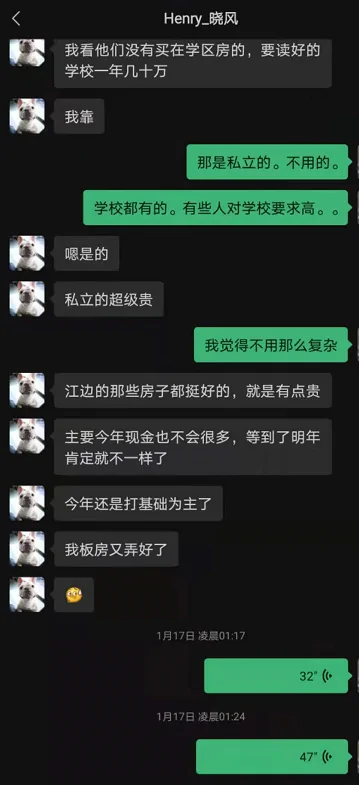 Henry_晓风
我看他们没有买在学区房的，要读好的
学校一年几十万
我靠
那是私立的。不用的。
学校都有的。有些人对学校要求高。。
嗯是的
私立的超级贵
我觉得不用那么复杂
江边的那些房子都挺好的，就是有点贵
主要今年现金也不会很多，等到了明年
肯定就不一样了
今年还是打基础为主了
我板房又弄好了
1月17日 凌晨01:17
32"
1月17日 凌晨01:24
47"